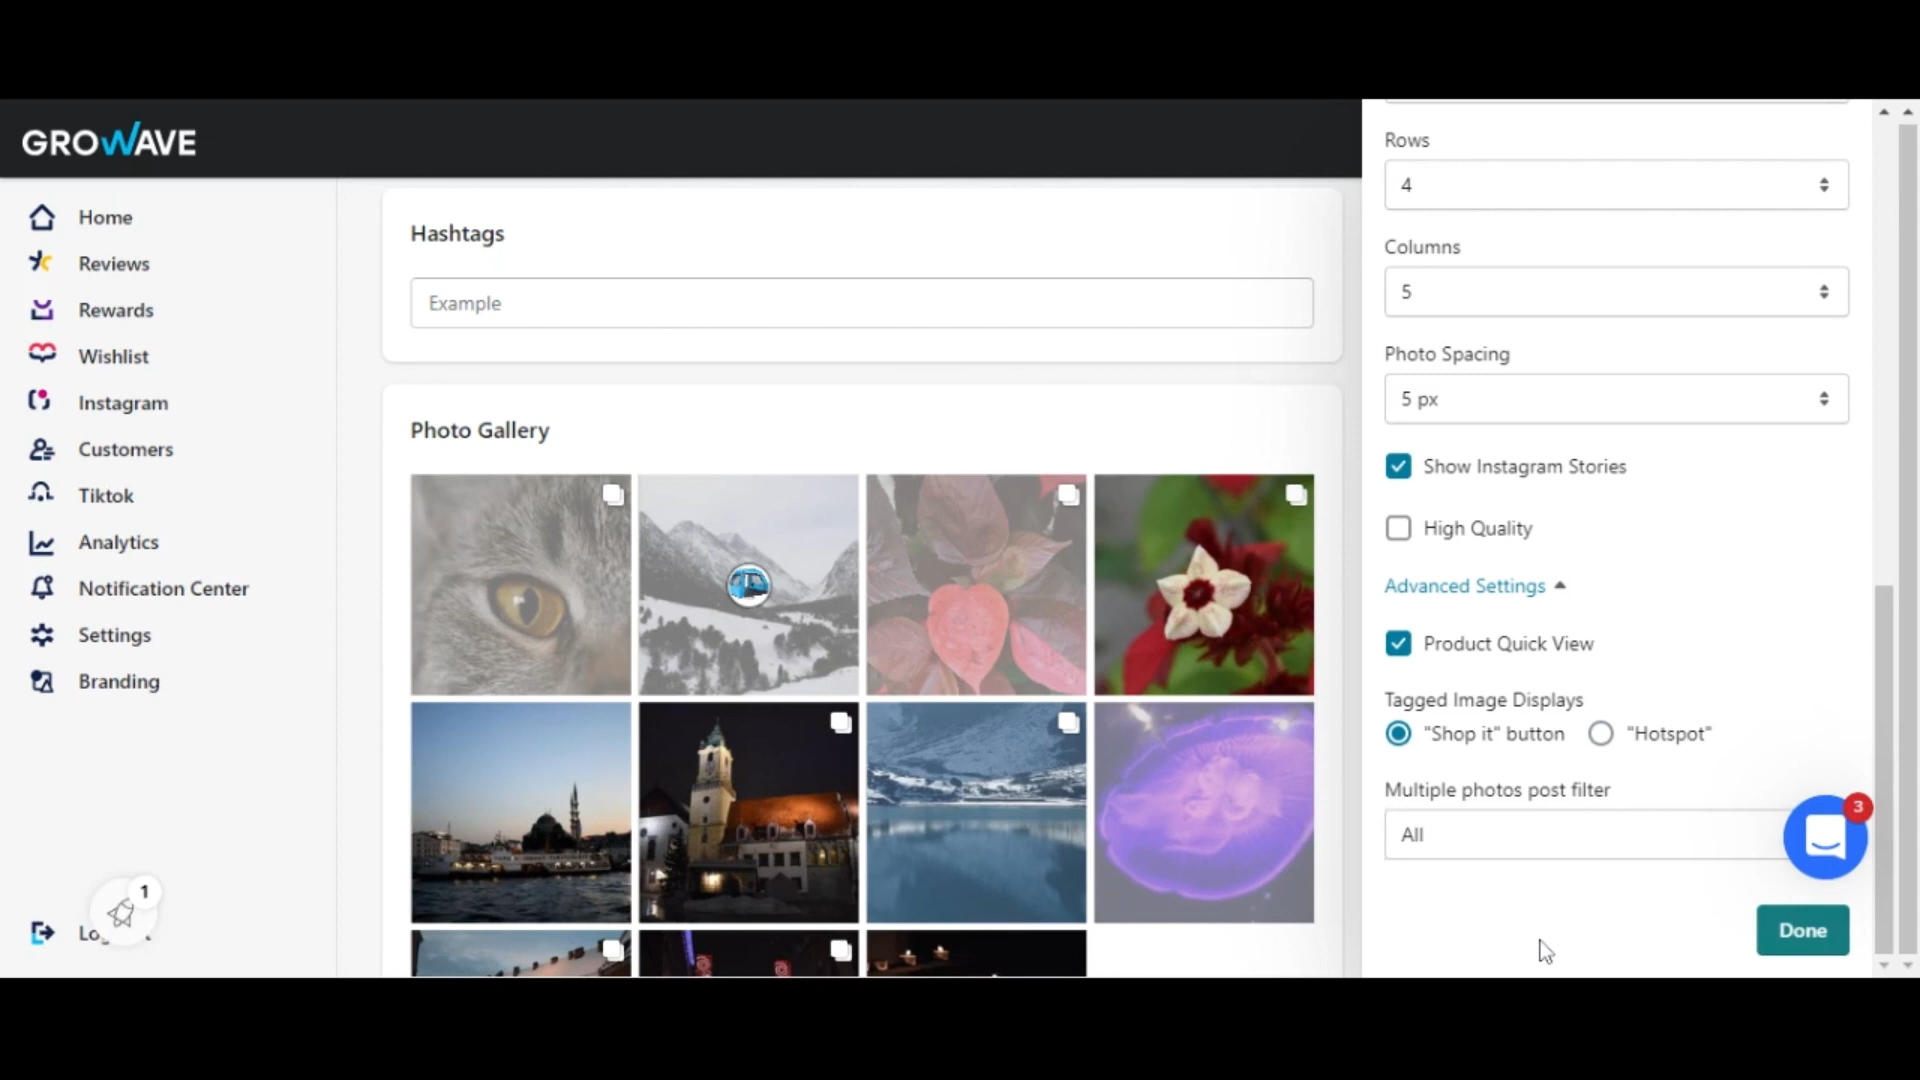 GROWAVE
Home
Reviews
Rewards
Wishlist
Instagram
Customers
Tiktok
Analytics
Notification Center
Settings
Branding
1
Hashtags
Example
Photo Gallery
Rows
4
Columns
5
Photo Spacing
5 px
Show Instagram Stories
High Quality
Advanced Settings
Product Quick View
Tagged Image Displays
"Shop it" button "Hotspot"
Multiple photos post filter
All
3
Done